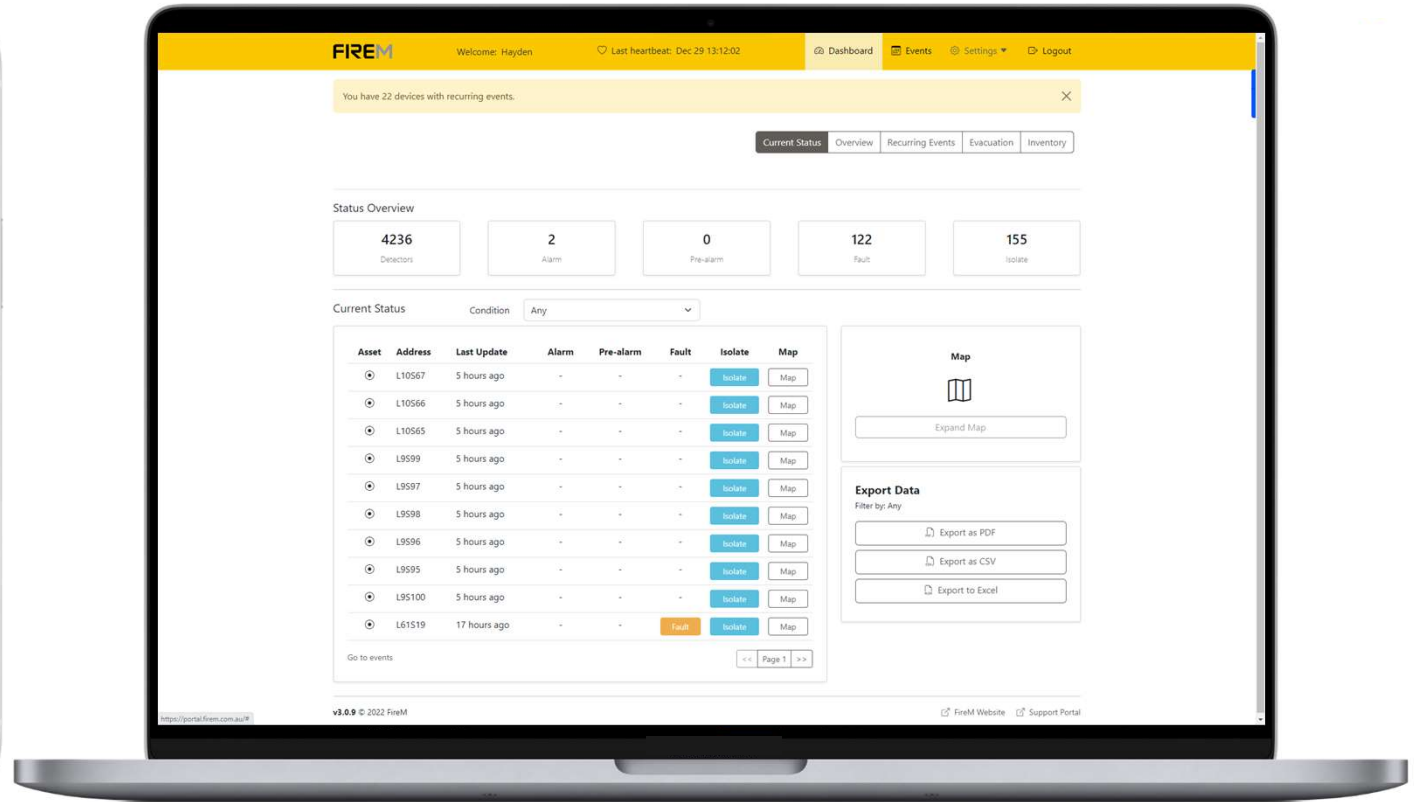 FIREM Welcome: Hayden Last heartbeat: Dec 29 13:12:02 Dashboard Events Settings Logout
You have 22 devices with recurring events.
Current Status Overview Recurring Events Evacuation Inventory
Status Overview
4236 2 0 122 155
Detectors Alarm Pre-alarm Fault Isolate
Current Status Condition Any
Asset Address Last Update Alarm Pre-alarm Fault Isolate Map
L10S67 5 hours ago - - - Isolate Map
L10S66 5 hours ago - - - Isolate Map
L10S65 5 hours ago - - - Isolate Map
L9S99 5 hours ago - - - Isolate Map
L9S97 5 hours ago - - - Isolate Map
L9S98 5 hours ago - - - Isolate Map
L9S96 5 hours ago - - - Isolate Map
L9S95 5 hours ago - - - Isolate Map
L9S100 5 hours ago - - - Isolate Map
L61S19 17 hours ago - - Fault Isolate Map
Go to events << Page 1 >>
Map
Expand Map
Export Data
Filter by: Any
Export as PDF
Export as CSV
Export to Excel
v3.0.9 © 2022 FireM FireM Website Support Portal
https://portal.firem.com.au/#